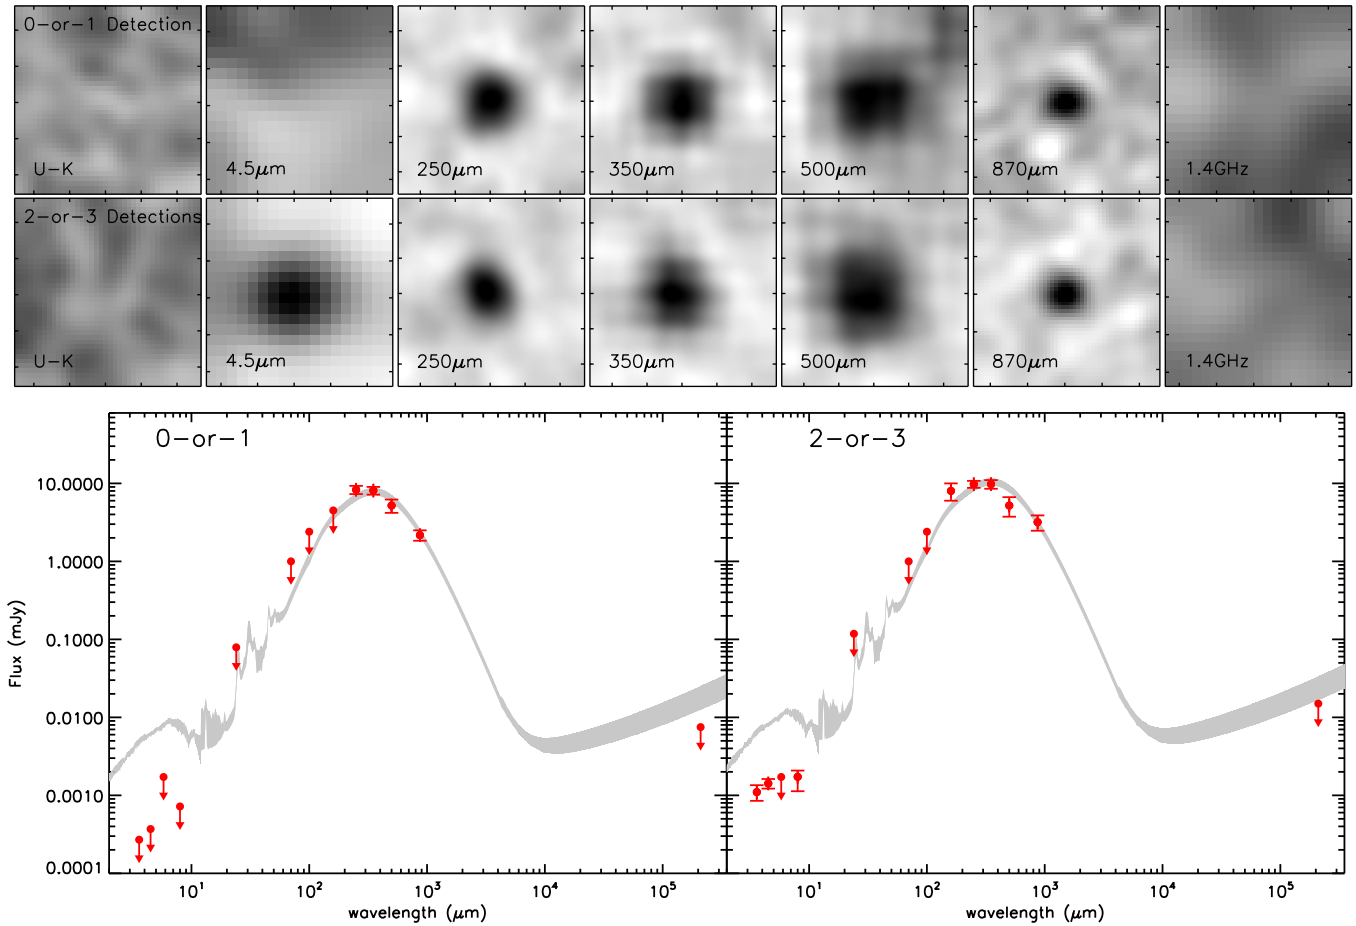 0-or-1 Detection
U-K
4.5μm
250μm
350μm
500μm
870μm
1.4GHz
2-or-3 Detections
U-K
4.5μm
250μm
350μm
500μm
870μm
1.4GHz
0-or-1
2-or-3
10.0000
1.0000
0.1000
0.0100
0.0010
0.0001
Flux (mJy)
10¹
10²
10³
10⁴
10⁵
10¹
10²
10³
10⁴
10⁵
wavelength (μm)
wavelength (μm)